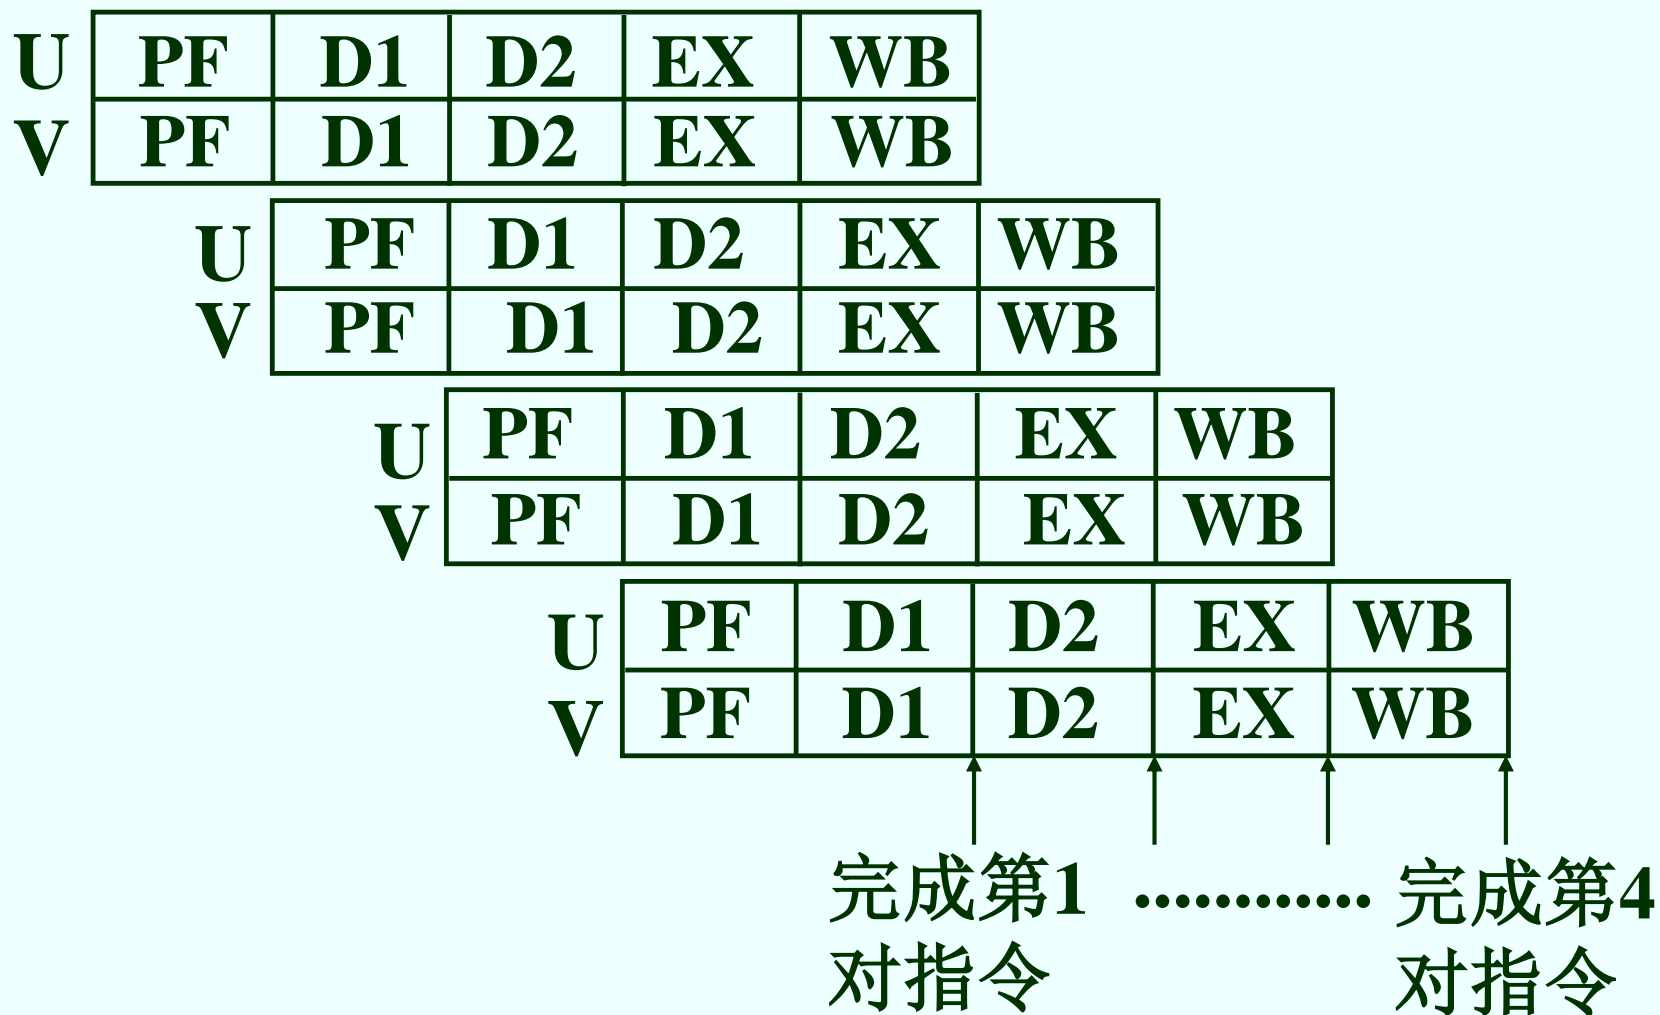 U PF D1 D2 EX WB
V PF D1 D2 EX WB
U PF D1 D2 EX WB
V PF D1 D2 EX WB
U PF D1 D2 EX WB
V PF D1 D2 EX WB
U PF D1 D2 EX WB
V PF D1 D2 EX WB
完成第1 ············ 完成第4
对指令 对指令